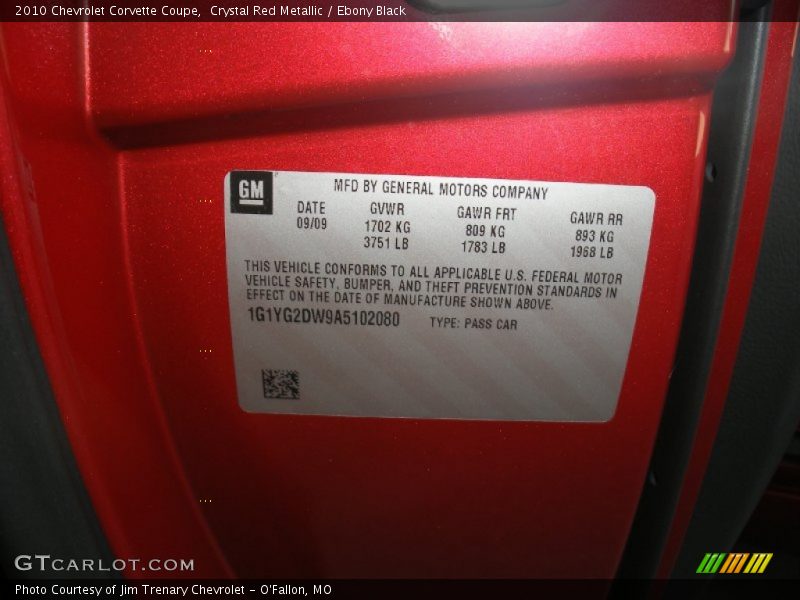 2010 Chevrolet Corvette Coupe,  Crystal Red Metallic / Ebony Black
GM
MFD BY GENERAL MOTORS COMPANY
DATE GVWR GAWR FRT GAWR RR
09/09 1702 KG 809 KG 893 KG
3751 LB 1783 LB 1968 LB
THIS VEHICLE CONFORMS TO ALL APPLICABLE U.S. FEDERAL MOTOR
VEHICLE SAFETY, BUMPER, AND THEFT PREVENTION STANDARDS IN
EFFECT ON THE DATE OF MANUFACTURE SHOWN ABOVE.
1G1YG2DW9A5102080 TYPE: PASS CAR
GTCARLOT.COM
Photo Courtesy of Jim Trenary Chevrolet - O'Fallon, MO